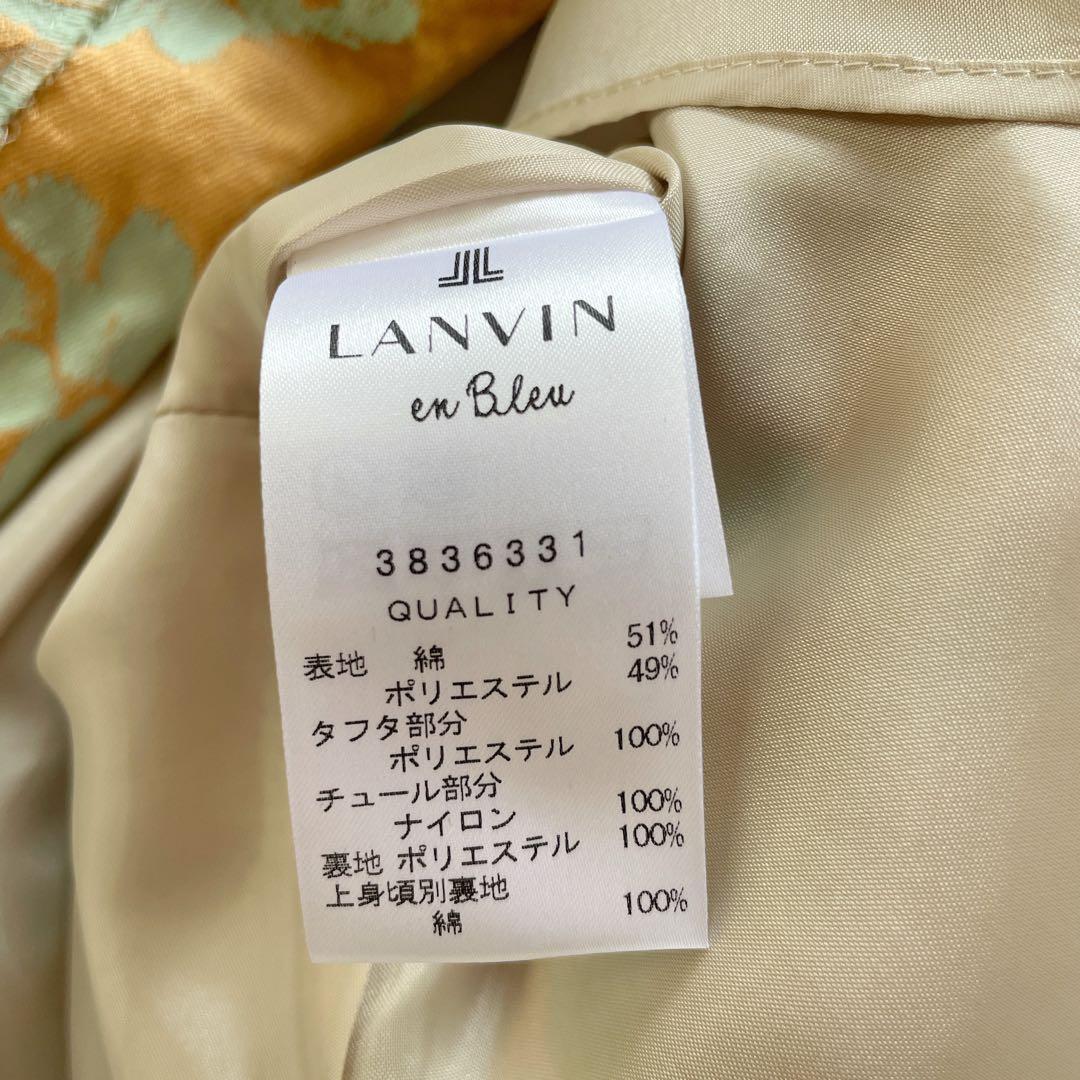 LANVIN
en Bleu
3836331
QUALITY
表地 綿 51%
ポリエステル 49%
タフタ部分
ポリエステル 100%
チュール部分
ナイロン 100%
裏地 ポリエステル 100%
上身頃別裏地
綿 100%